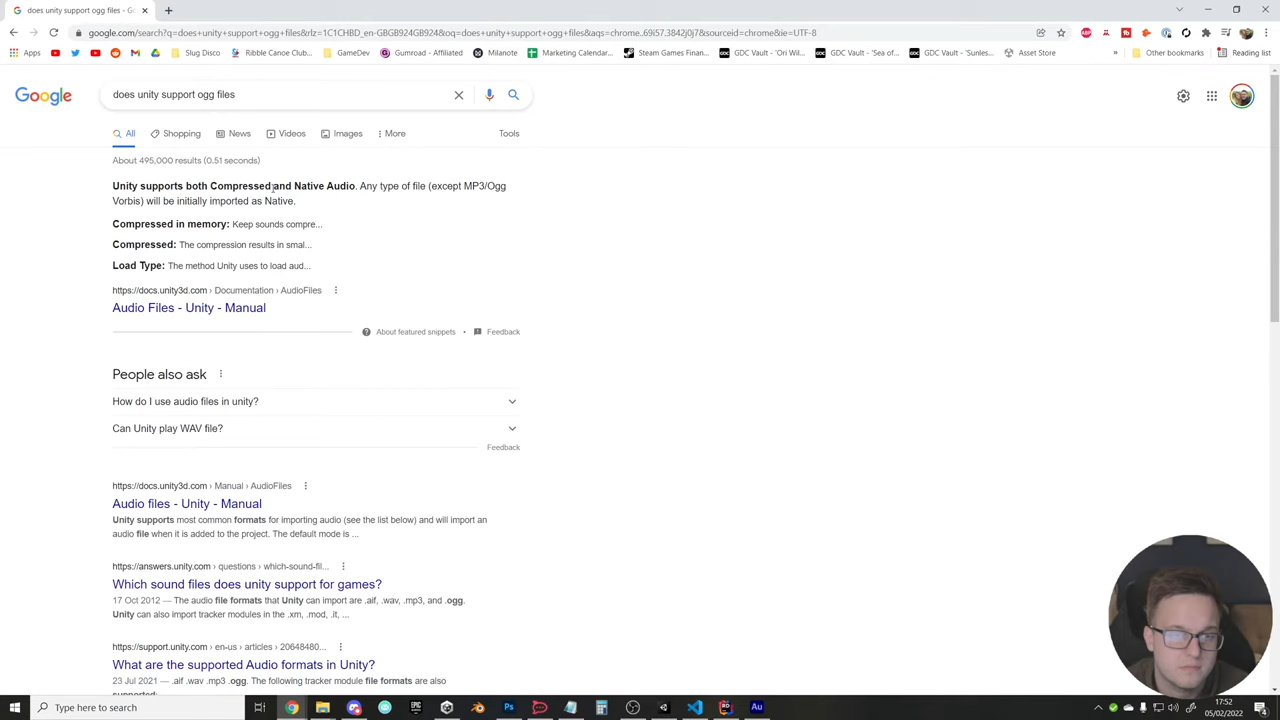 does unity support ogg files - Go
google.com/search?q=does+unity+support+ogg+files&rlz=1C1CHBD_en-GBGB924GB924&oq=does+unity+support+ogg+files&aqs=chrome..69i57.3842j0j7&sourceid=chrome&ie=UTF-8
Apps
Slug Disco
Ribble Canoe Club...
GameDev
Gumroad - Affiliated
Milanote
Marketing Calendar...
Steam Games Finan...
GDC Vault - 'Ori Wil...
GDC Vault - 'Sea of...
GDC Vault - 'Sunles...
Asset Store
»
Other bookmarks
Reading list
Google
does unity support ogg files
All
Shopping
News
Videos
Images
More
Tools
About 495,000 results (0.51 seconds)
Unity supports both Compressed and Native Audio. Any type of file (except MP3/Ogg
Vorbis) will be initially imported as Native.
Compressed in memory: Keep sounds compre...
Compressed: The compression results in smal...
Load Type: The method Unity uses to load aud...
https://docs.unity3d.com › Documentation › AudioFiles
Audio Files - Unity - Manual
About featured snippets • Feedback
People also ask
How do I use audio files in unity?
Can Unity play WAV file?
Feedback
https://docs.unity3d.com › Manual › AudioFiles
Audio files - Unity - Manual
Unity supports most common formats for importing audio (see the list below) and will import an
audio file when it is added to the project. The default mode is ...
https://answers.unity.com › questions › which-sound-fil...
Which sound files does unity support for games?
17 Oct 2012 — The audio file formats that Unity can import are .aif, .wav, .mp3, and .ogg.
Unity can also import tracker modules in the .xm, .mod, .it, ...
https://support.unity.com › en-us › articles › 20648480...
What are the supported Audio formats in Unity?
23 Jul 2021 — .aif .wav .mp3 .ogg. The following tracker module file formats are also
supported:
Type here to search
17:52
05/02/2022